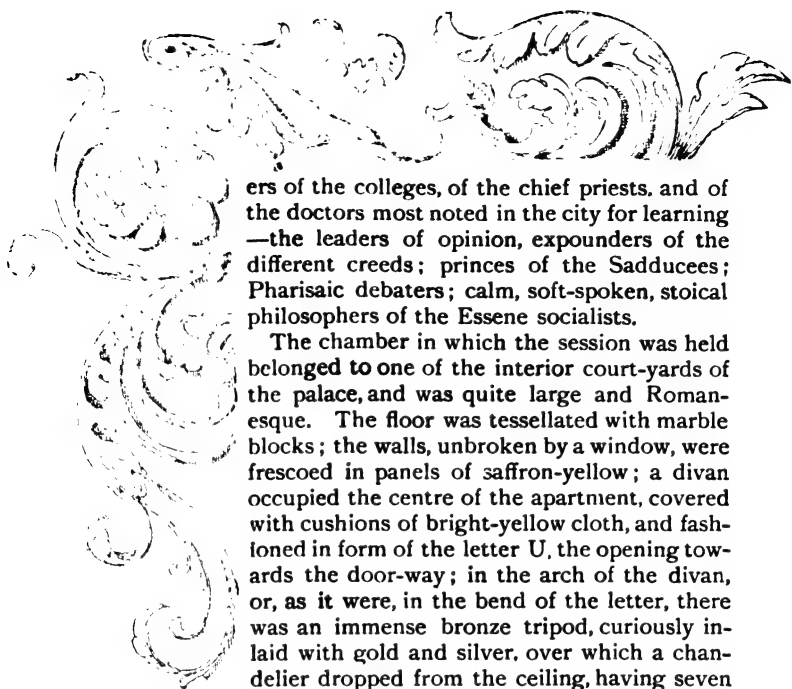 ers of the colleges, of the chief priests, and of
the doctors most noted in the city for learning
—the leaders of opinion, expounders of the
different creeds; princes of the Sadducees;
Pharisaic debaters; calm, soft-spoken, stoical
philosophers of the Essene socialists.
The chamber in which the session was held
belonged to one of the interior court-yards of
the palace, and was quite large and Roman-
esque. The floor was tessellated with marble
blocks; the walls, unbroken by a window, were
frescoed in panels of saffron-yellow; a divan
occupied the centre of the apartment, covered
with cushions of bright-yellow cloth, and fash-
ioned in form of the letter U, the opening tow-
ards the door-way; in the arch of the divan,
or, as it were, in the bend of the letter, there
was an immense bronze tripod, curiously in-
laid with gold and silver, over which a chan-
delier dropped from the ceiling, having seven